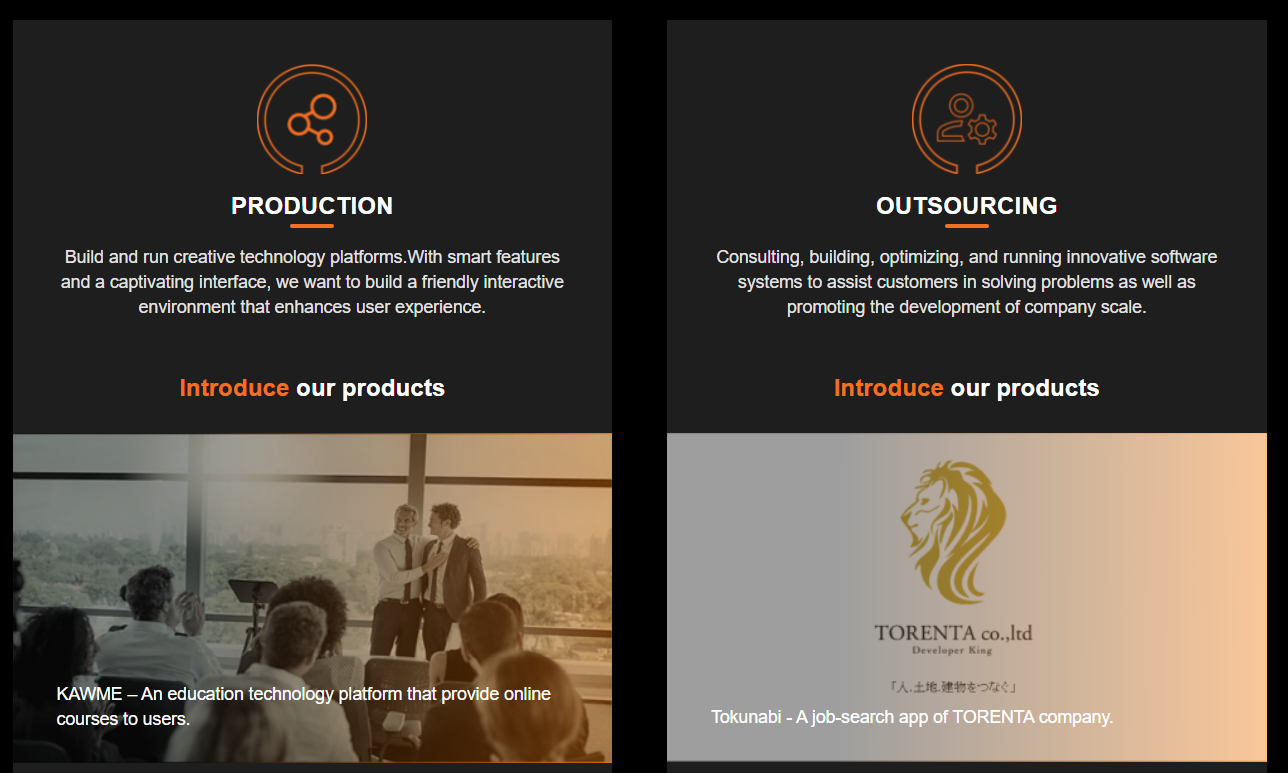 PRODUCTION
Build and run creative technology platforms.With smart features
and a captivating interface, we want to build a friendly interactive
environment that enhances user experience.
Introduce our products
KAWME – An education technology platform that provide online
courses to users.
OUTSOURCING
Consulting, building, optimizing, and running innovative software
systems to assist customers in solving problems as well as
promoting the development of company scale.
Introduce our products
TORENTA co.,ltd
Developer King
「人.土地.建物をつなぐ」
Tokunabi - A job-search app of TORENTA company.